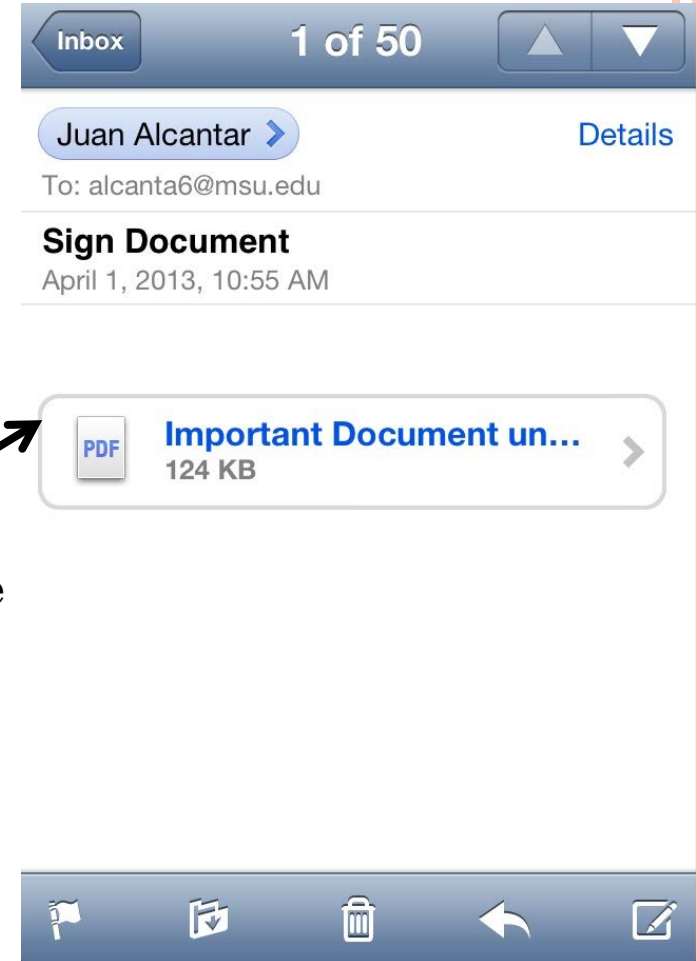 Inbox 1 of 50
Juan Alcantar Details
To: alcanta6@msu.edu
Sign Document
April 1, 2013, 10:55 AM
PDF Important Document un...
124 KB
e